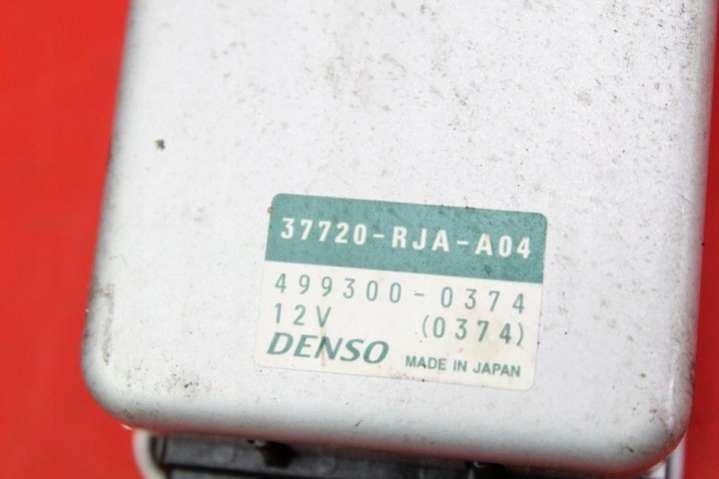 37720-RJA-A04
499300-0374
12V (0374)
DENSO MADE IN JAPAN